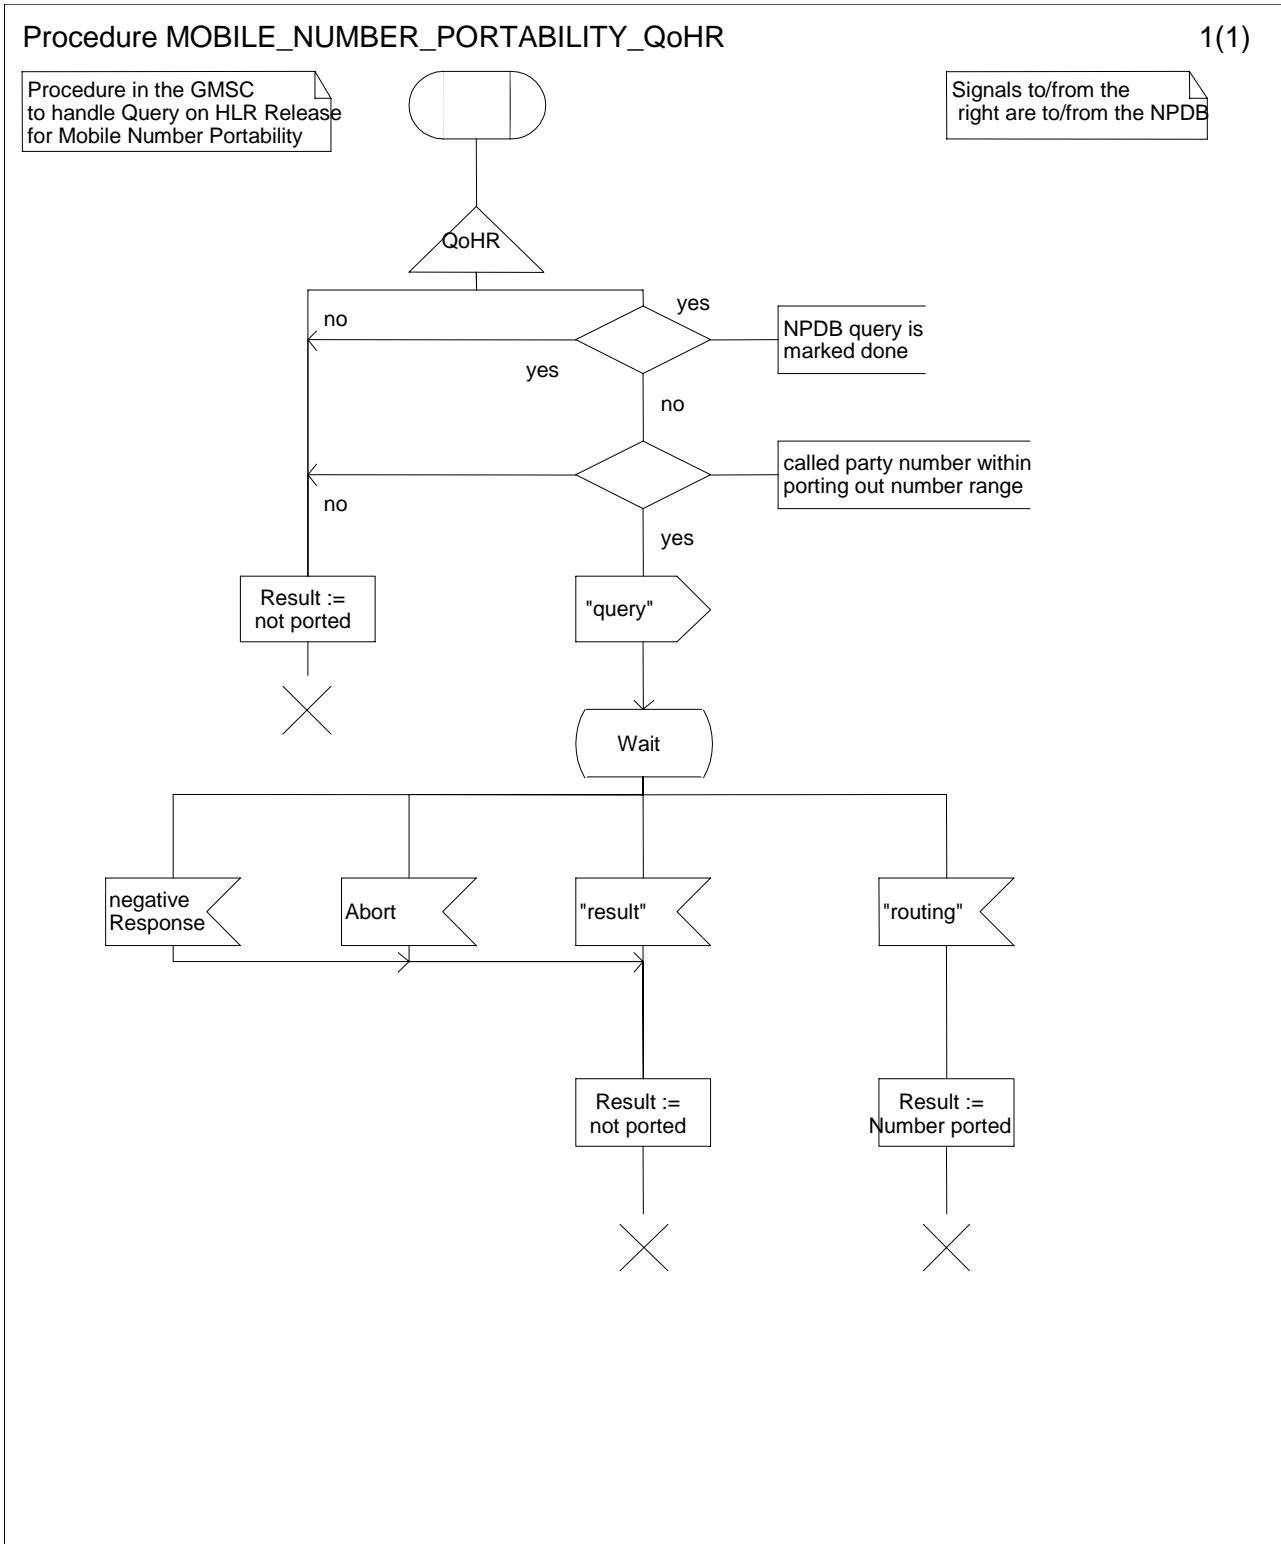 Procedure MOBILE_NUMBER_PORTABILITY_QoHR
1(1)
Procedure in the GMSC
to handle Query on HLR Release
for Mobile Number Portability
Signals to/from the
right are to/from the NPDB
QoHR
no
yes
NPDB query is
marked done
yes
no
called party number within
porting out number range
no
yes
Result :=
not ported
"query"
Wait
negative
Response
Abort
"result"
"routing"
Result :=
not ported
Result :=
Number ported